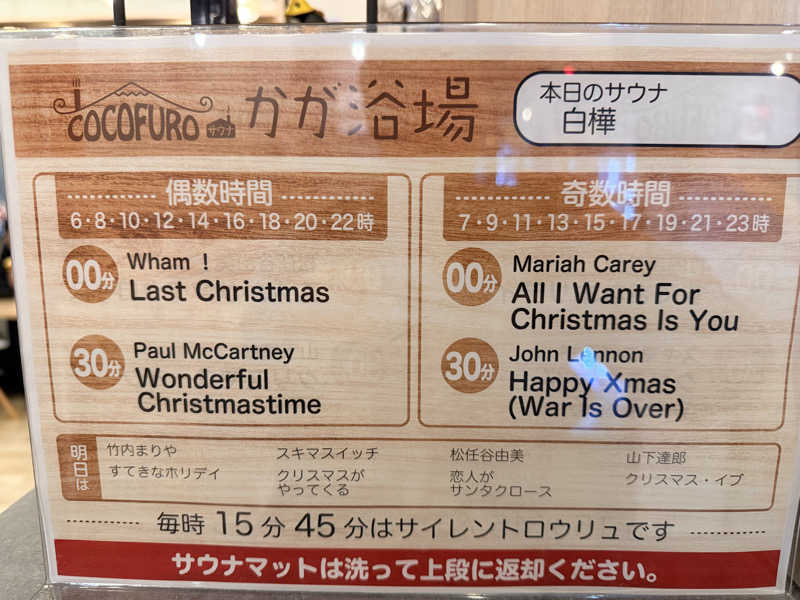 COCOFURO サウナ かが浴場
本日のサウナ
白樺
偶数時間
6・8・10・12・14・16・18・20・22時
00分
Wham !
Last Christmas
30分
Paul McCartney
Wonderful
Christmastime
奇数時間
7・9・11・13・15・17・19・21・23時
00分
Mariah Carey
All I Want For
Christmas Is You
30分
John Lennon
Happy Xmas
(War Is Over)
明日は
竹内まりや
すてきなホリデイ
スキマスイッチ
クリスマスが
やってくる
松任谷由美
恋人が
サンタクロース
山下達郎
クリスマス・イブ
毎時 15分 45分はサイレントロウリュです
サウナマットは洗って上段に返却ください。